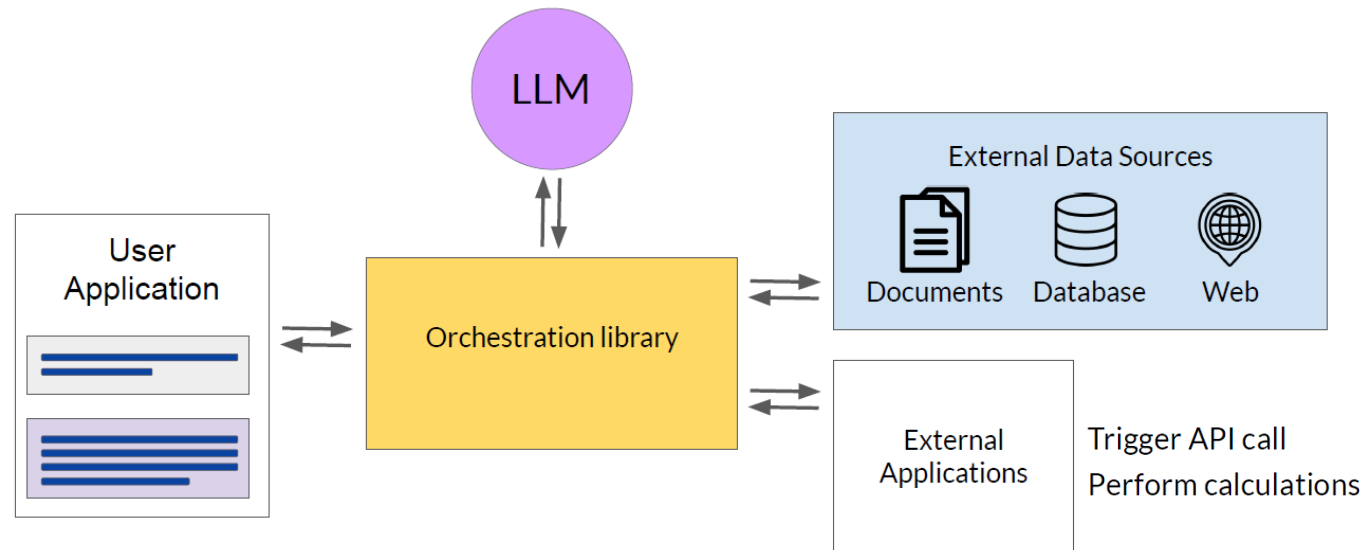 LLM
External Data Sources
Documents
Database
Web
User
Application
Orchestration library
External
Applications
Trigger API call
Perform calculations